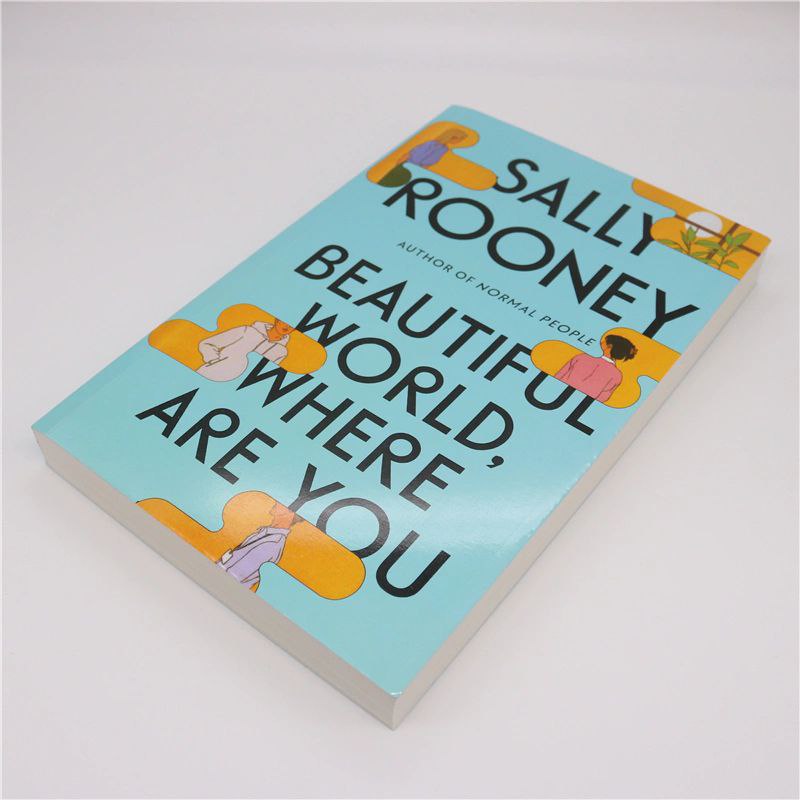 SALLY
ROONEY
AUTHOR OF NORMAL PEOPLE
BEAUTIFUL
WORLD,
WHERE
ARE YOU